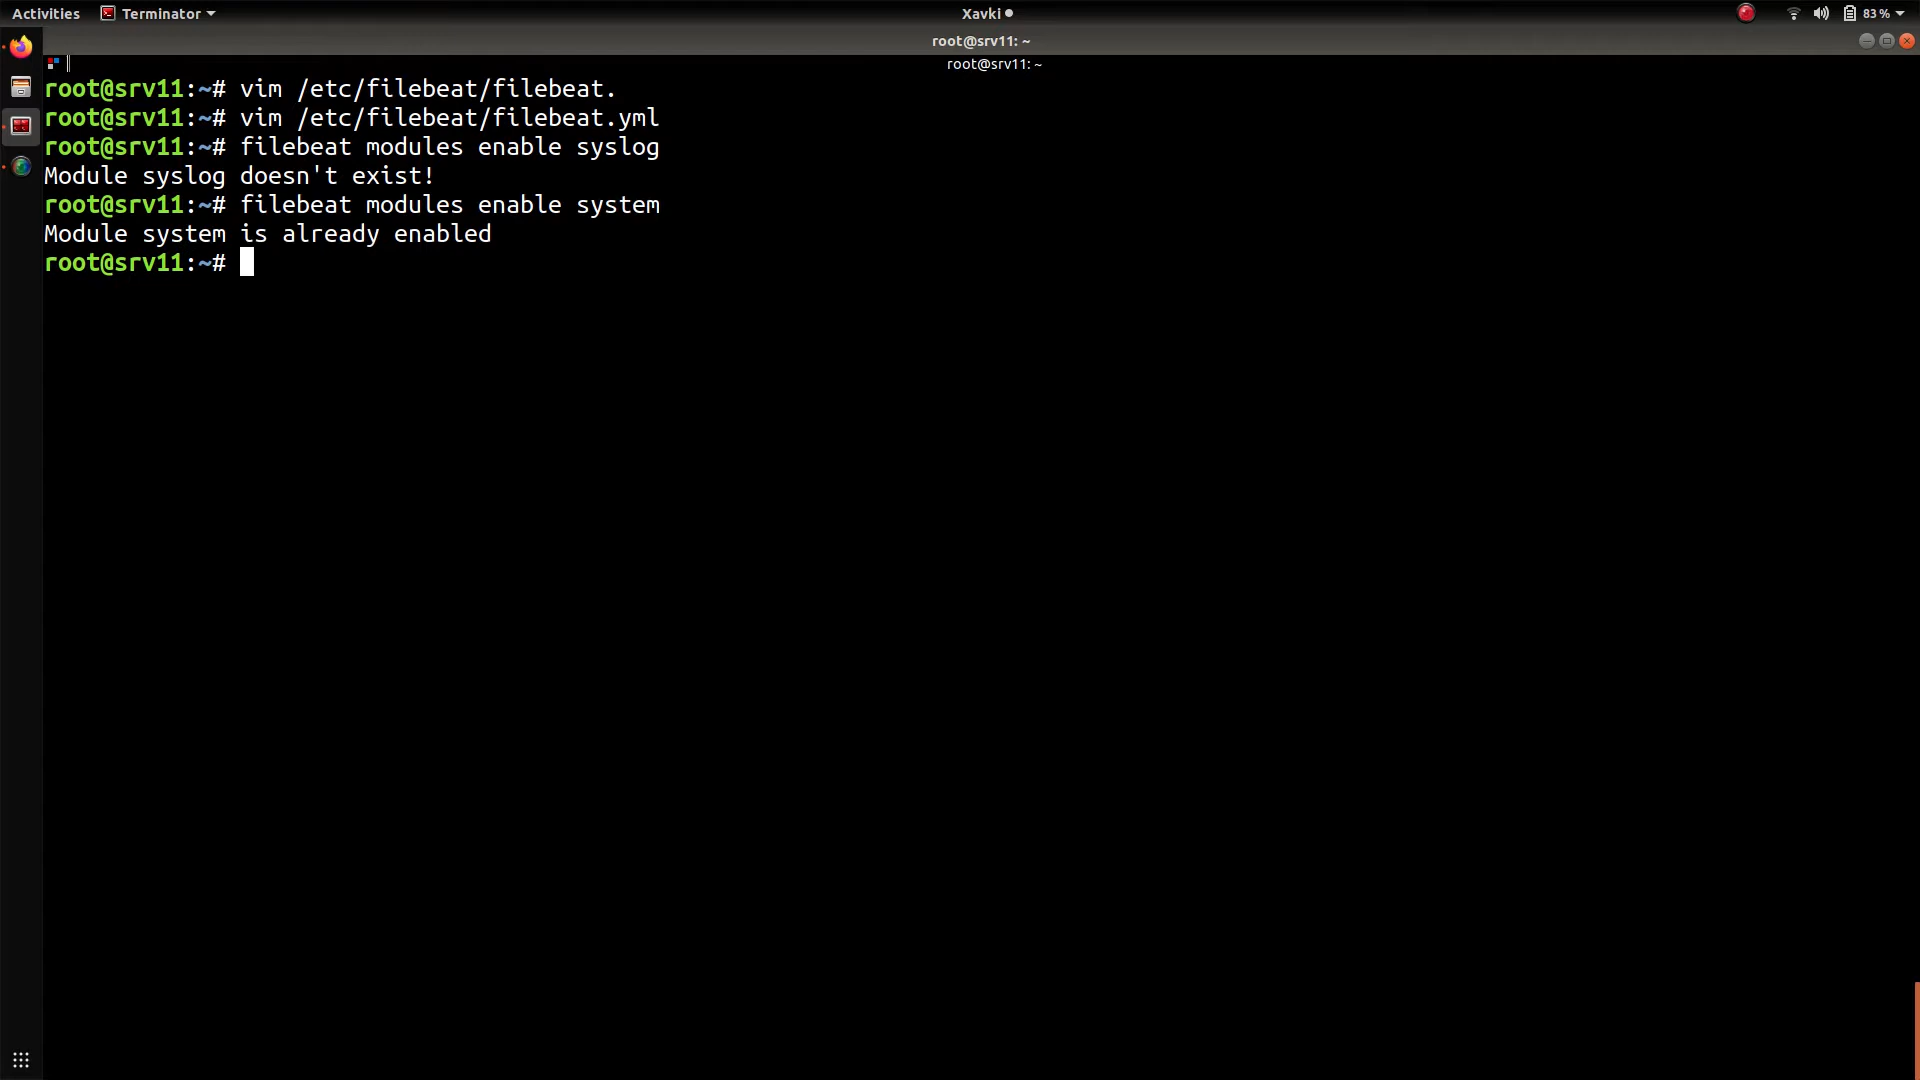 Activities Terminator Xavki 83 %
root@srv11: ~
root@srv11: ~
root@srv11:~# vim /etc/filebeat/filebeat.
root@srv11:~# vim /etc/filebeat/filebeat.yml
root@srv11:~# filebeat modules enable syslog
Module syslog doesn't exist!
root@srv11:~# filebeat modules enable system
Module system is already enabled
root@srv11:~#